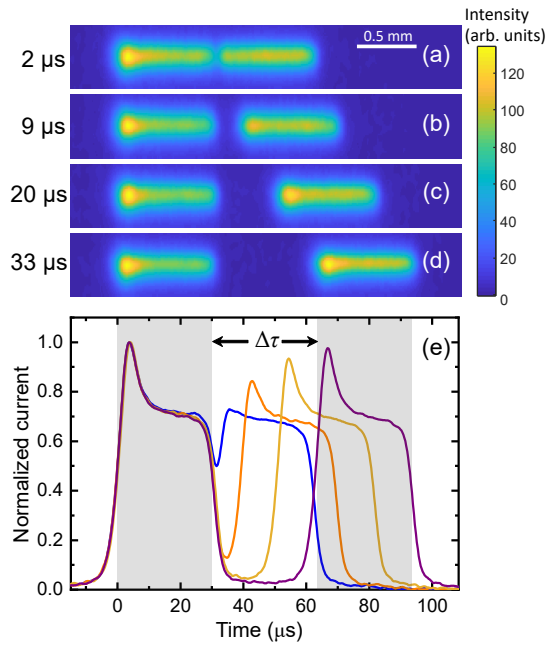 Intensity
(arb. units)
2 µs
0.5 mm
(a)
9 µs
(b)
20 µs
(c)
33 µs
(d)
120
100
80
60
40
20
0
Δτ
(e)
Normalized current
1.0
0.8
0.6
0.4
0.2
0.0
0
20
40
60
80
100
Time (µs)